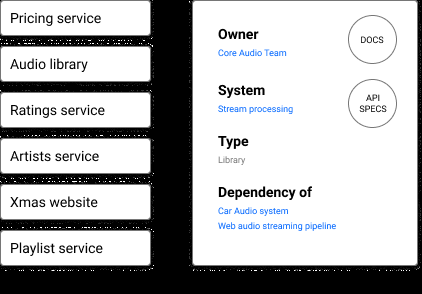 Pricing service
Audio library
Ratings service
Artists service
Xmas website
Playlist service
Owner
Core Audio Team
DOCS
System
Stream processing
API
SPECS
Type
Library
Dependency of
Car Audio system
Web audio streaming pipeline